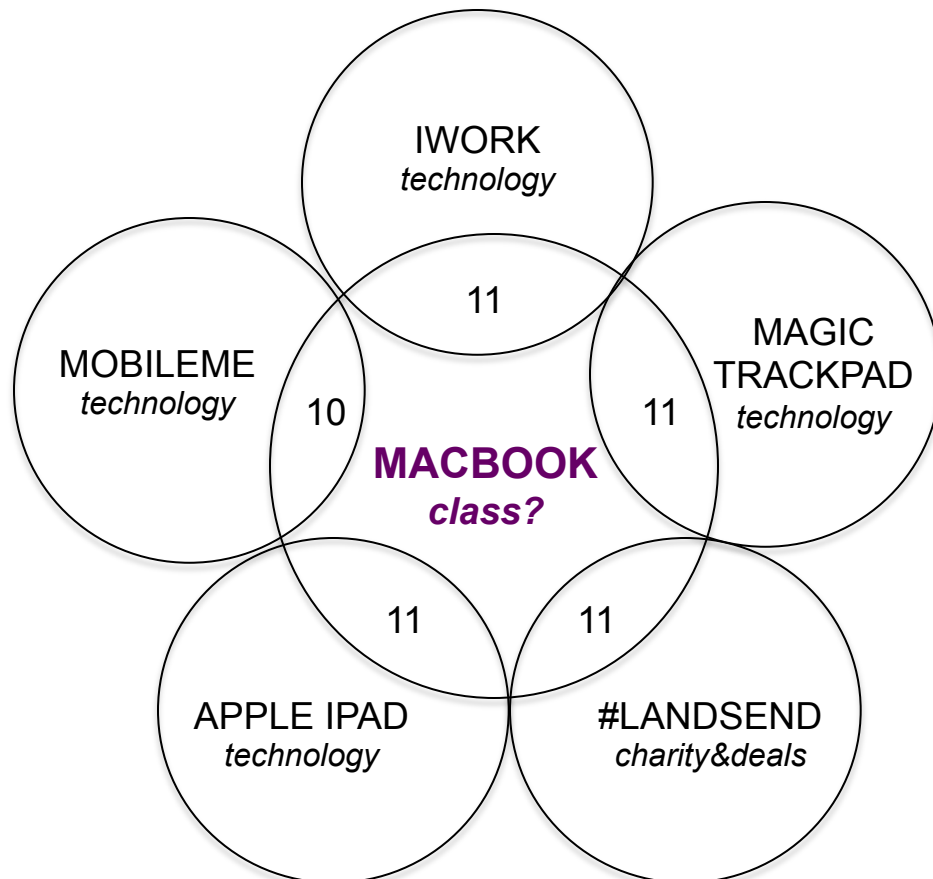 IWORK
technology
11
MAGIC
TRACKPAD
technology
11
MOBILEME
technology
10
MACBOOK
class?
11
11
APPLE IPAD
technology
#LANDSEND
charity&deals